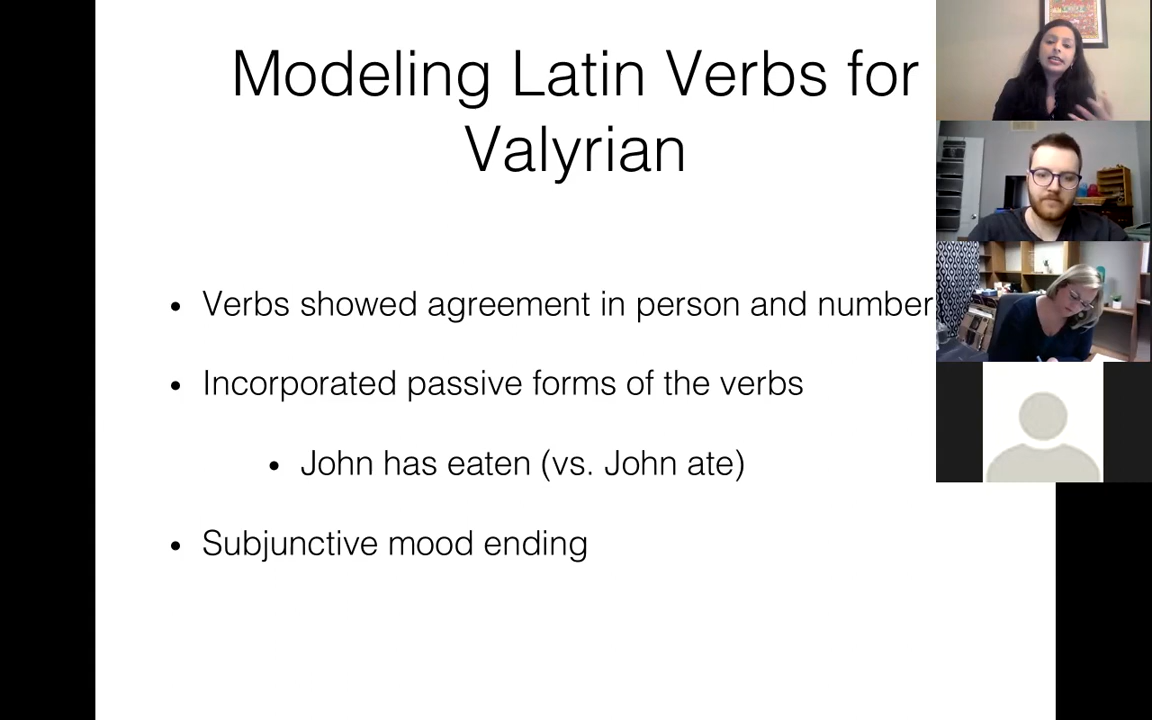 Modeling Latin Verbs for
Valyrian
• Verbs showed agreement in person and number
• Incorporated passive forms of the verbs
• John has eaten (vs. John ate)
• Subjunctive mood ending